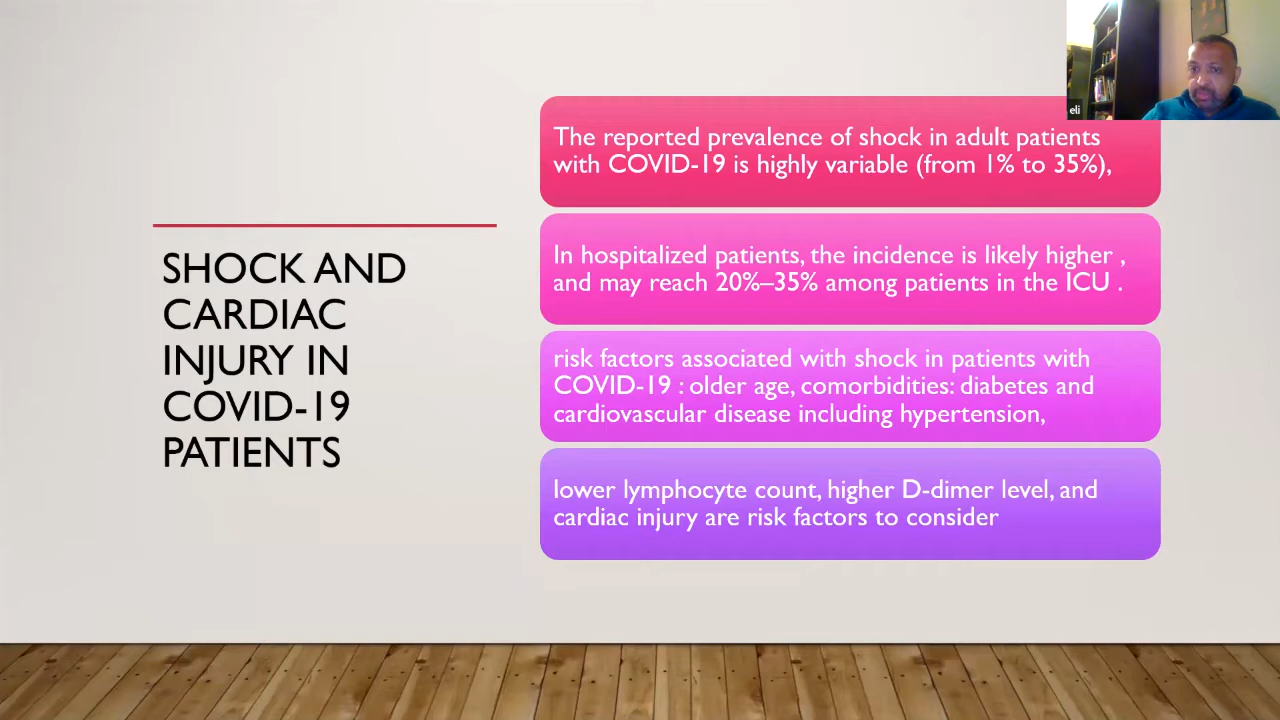 eli
SHOCK AND
CARDIAC
INJURY IN
COVID-19
PATIENTS
The reported prevalence of shock in adult patients
with COVID-19 is highly variable (from 1% to 35%),
In hospitalized patients, the incidence is likely higher ,
and may reach 20%–35% among patients in the ICU .
risk factors associated with shock in patients with
COVID-19 : older age, comorbidities: diabetes and
cardiovascular disease including hypertension,
lower lymphocyte count, higher D-dimer level, and
cardiac injury are risk factors to consider